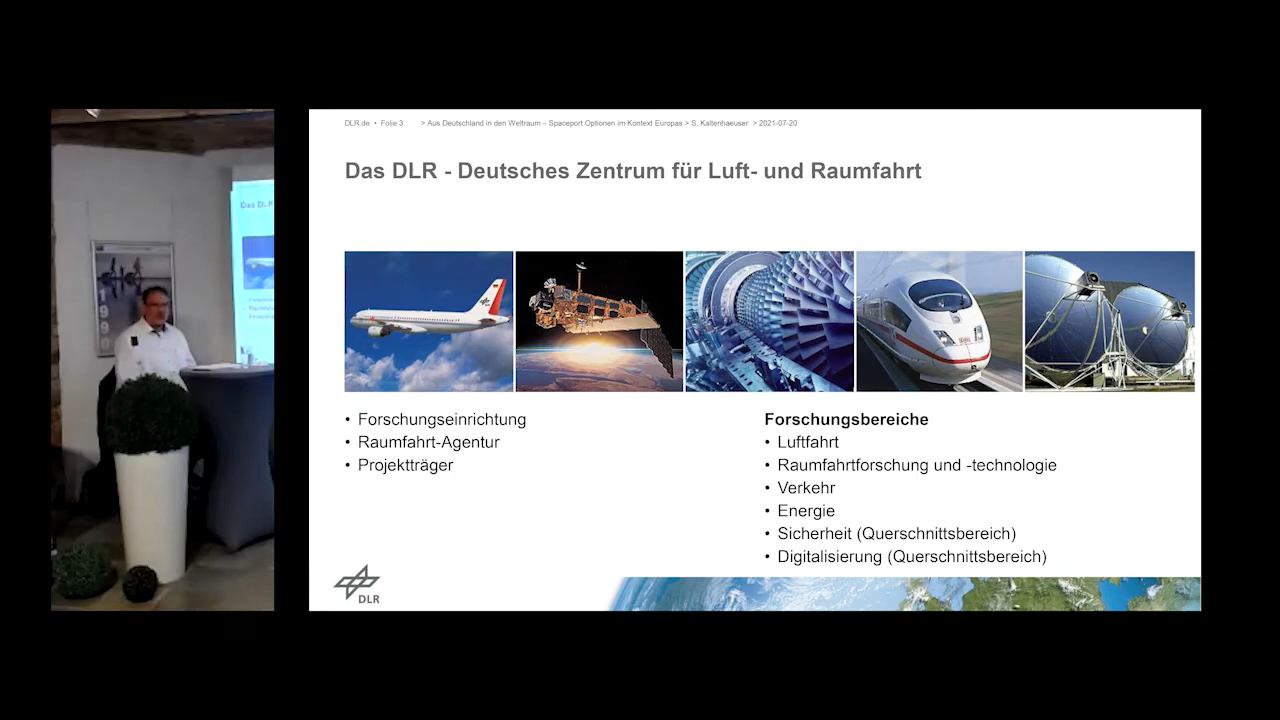 DLR.de • Folie 3 > Aus Deutschland in den Weltraum – Spaceport Optionen im Kontext Europas > S. Kaltenhaeuser > 2021-07-20
Das DLR - Deutsches Zentrum für Luft- und Raumfahrt
• Forschungseinrichtung
• Raumfahrt-Agentur
• Projektträger
Forschungsbereiche
• Luftfahrt
• Raumfahrtforschung und -technologie
• Verkehr
• Energie
• Sicherheit (Querschnittsbereich)
• Digitalisierung (Querschnittsbereich)
DLR
Das DLR